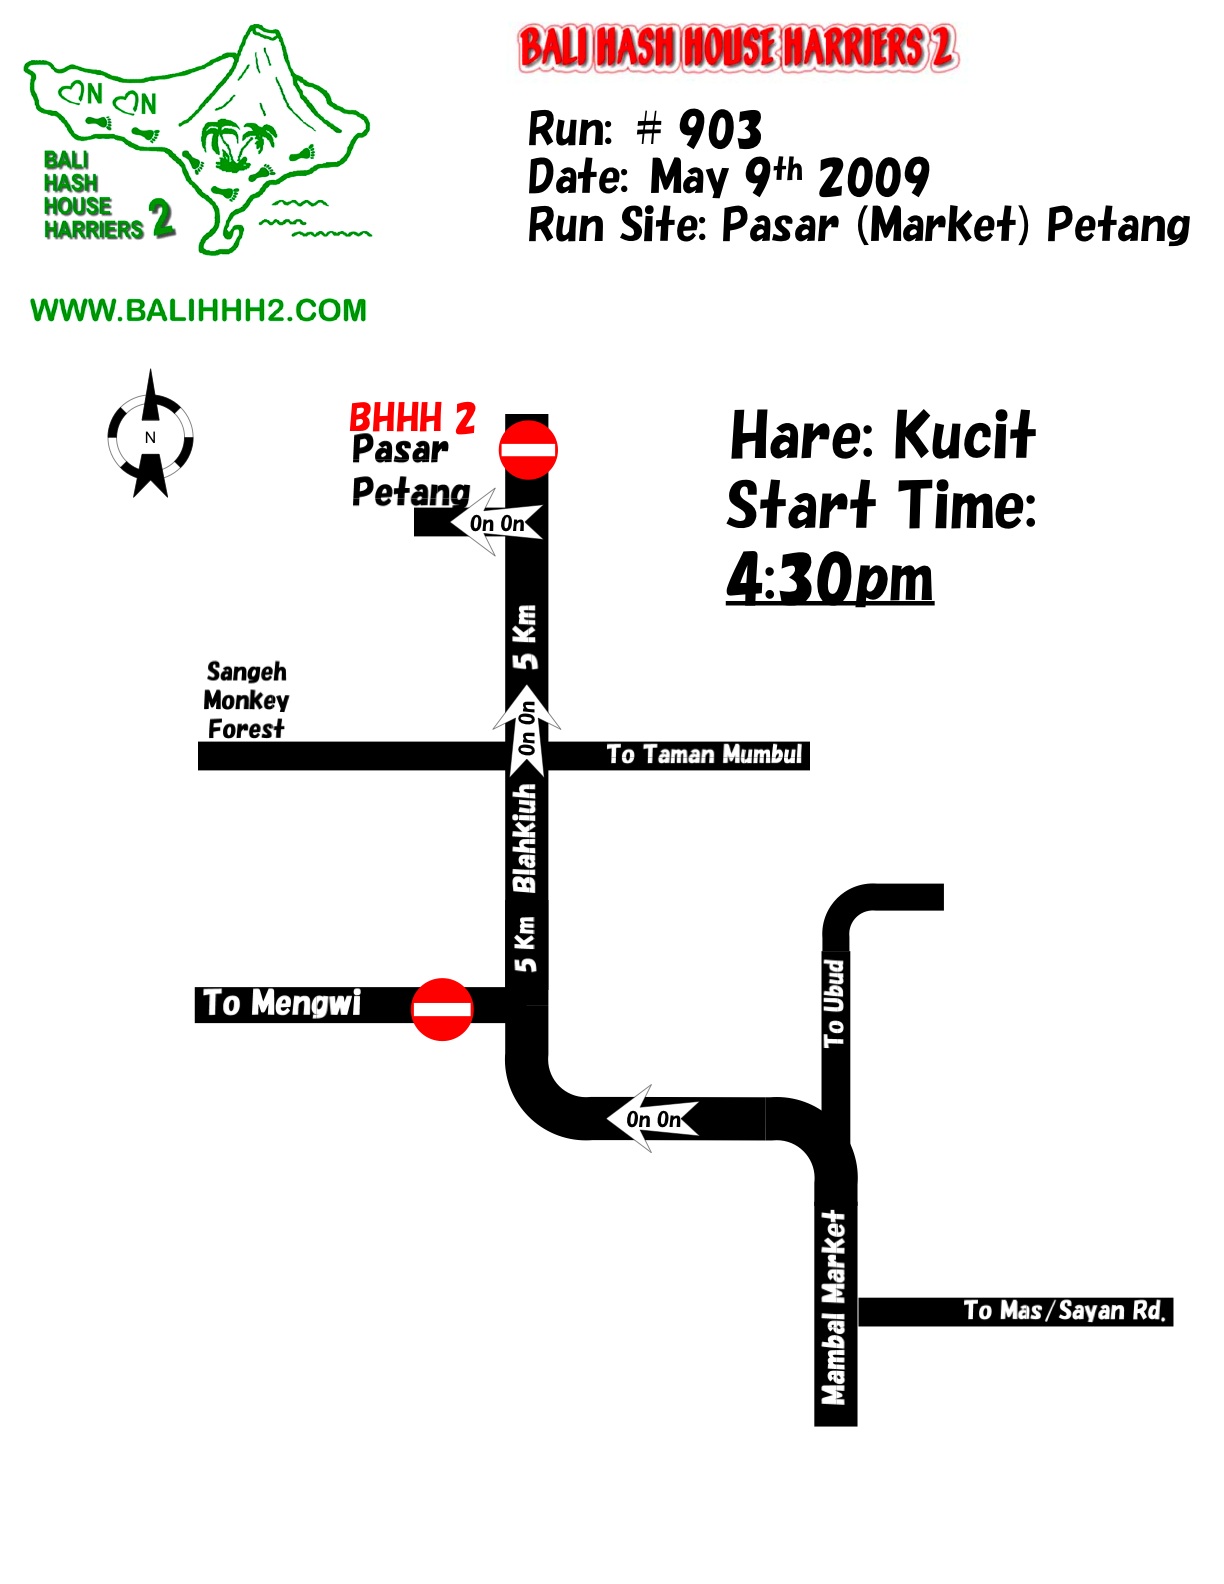 BALI HASH HOUSE HARRIERS 2
ON ON
BALI
HASH
HOUSE
HARRIERS 2
WWW.BALIHHH2.COM
Run: # 903
Date: May 9th 2009
Run Site: Pasar (Market) Petang
N
BHHH 2
Pasar
Petang
On On
Hare: Kucit
Start Time:
4:30pm
5 Km
Sangeh
Monkey
Forest
On On
To Taman Mumbul
Blahkiuh
5 Km
To Mengwi
To Ubud
On On
Mambal Market
To Mas/Sayan Rd.